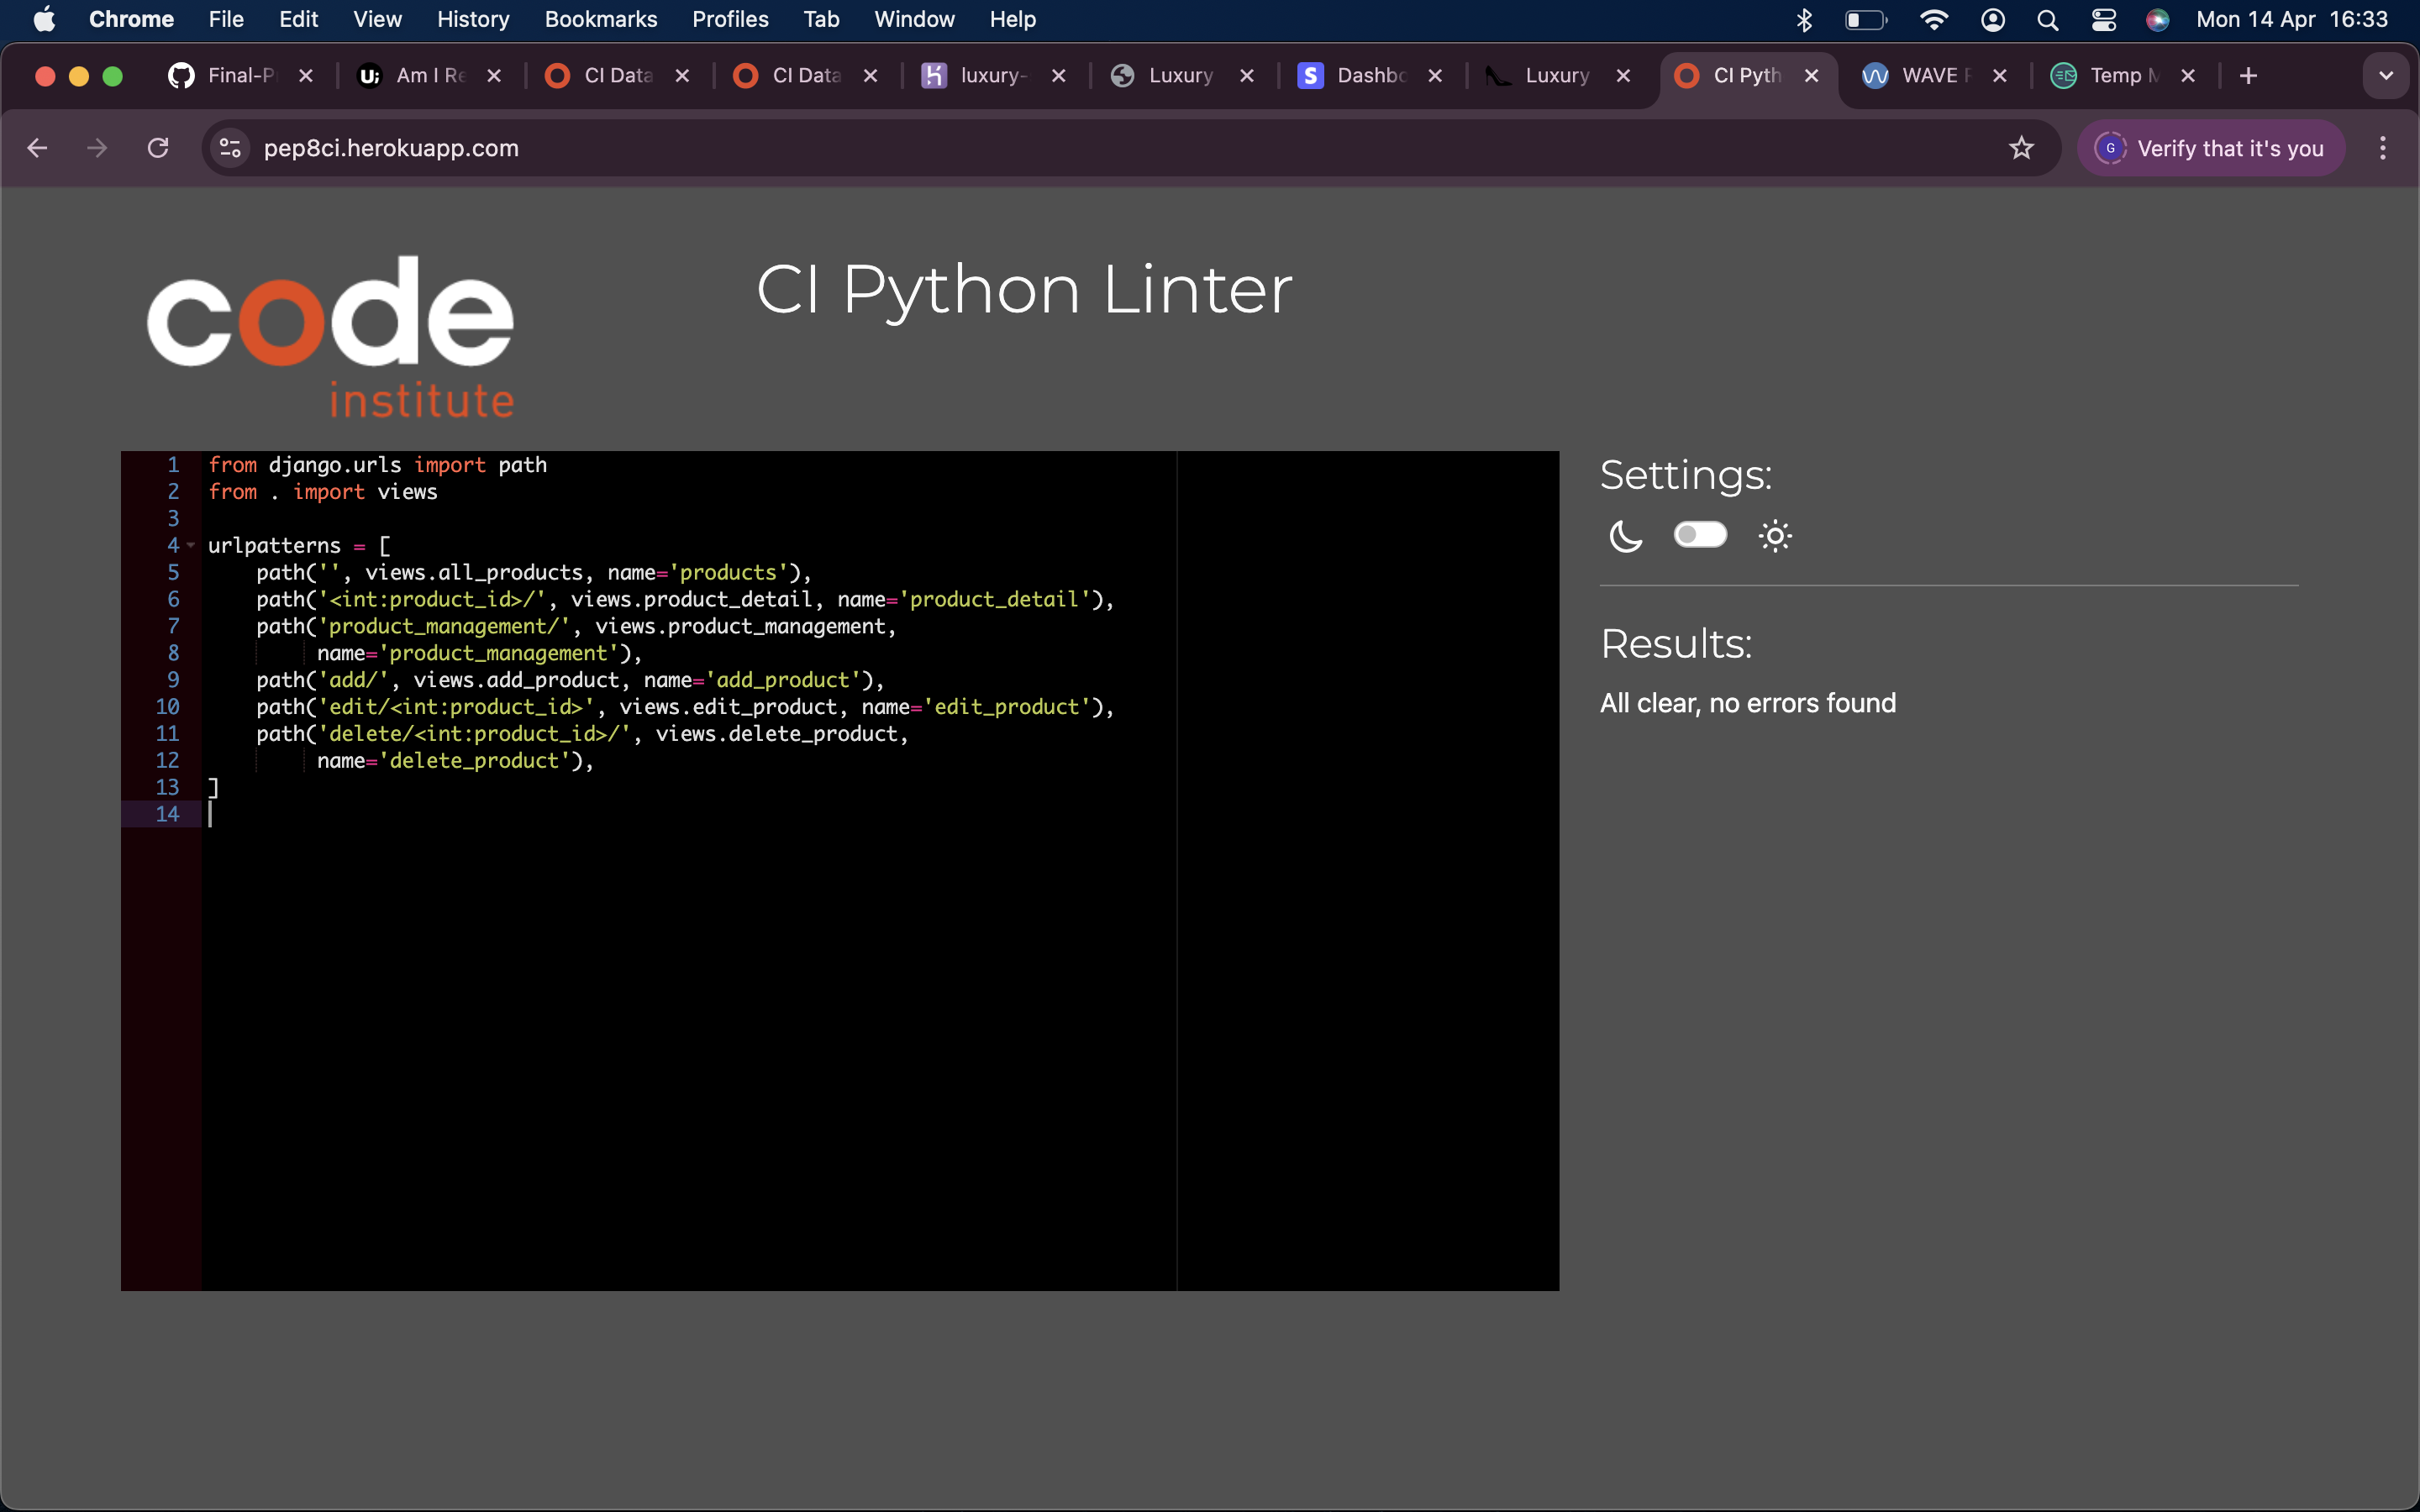 Chrome File Edit View History Bookmarks Profiles Tab Window Help Mon 14 Apr 16:33
Final-P Am I Re CI Data CI Data luxury- Luxury Dashbo Luxury CI Pyth WAVE Temp M
pep8ci.herokuapp.com G Verify that it's you
code
institute
CI Python Linter
1 from django.urls import path
2 from . import views
3
4 urlpatterns = [
5 path('', views.all_products, name='products'),
6 path('<int:product_id>/', views.product_detail, name='product_detail'),
7 path('product_management/', views.product_management,
8 name='product_management'),
9 path('add/', views.add_product, name='add_product'),
10 path('edit/<int:product_id>', views.edit_product, name='edit_product'),
11 path('delete/<int:product_id>/', views.delete_product,
12 name='delete_product'),
13 ]
14
Settings:
Results:
All clear, no errors found